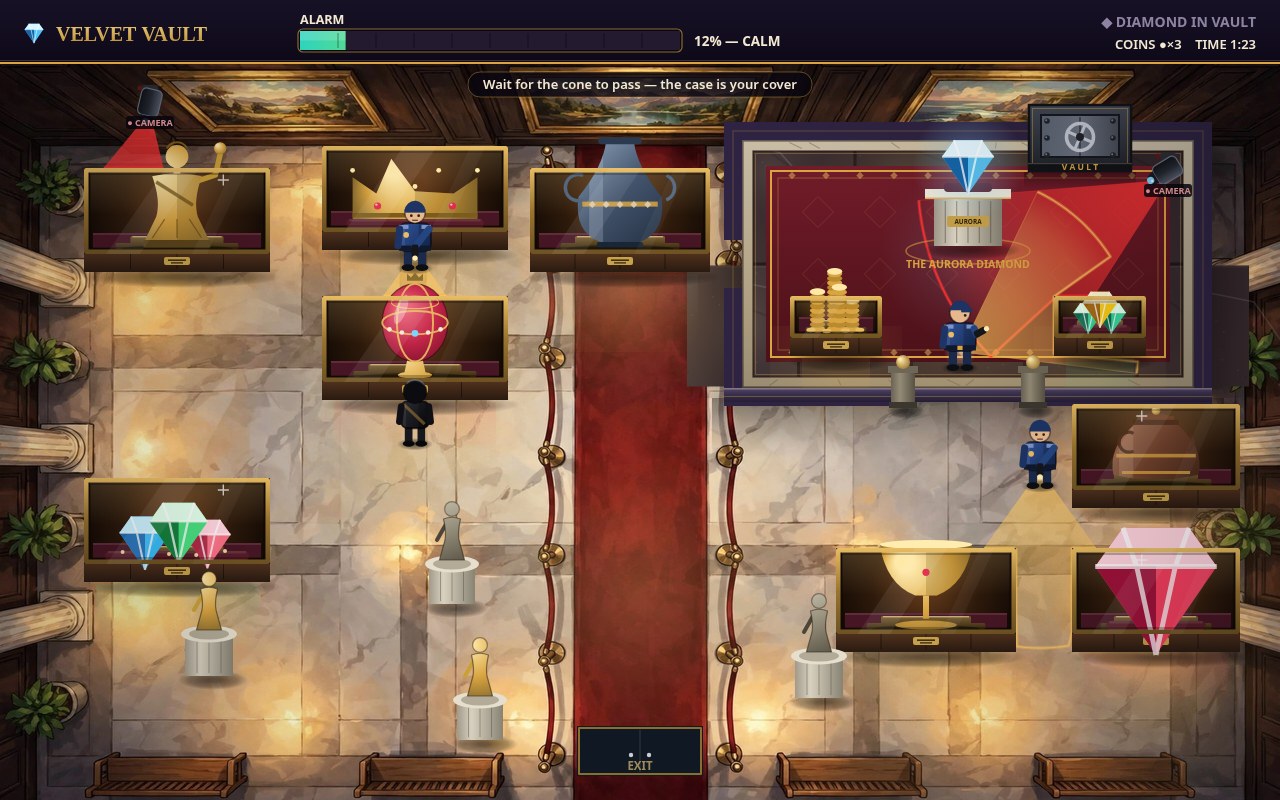 VELVET VAULT
ALARM
12% — CALM
◆ DIAMOND IN VAULT
COINS ●×3 TIME 1:23
Wait for the cone to pass — the case is your cover
● CAMERA
VAULT
● CAMERA
AURORA
THE AURORA DIAMOND
EXIT